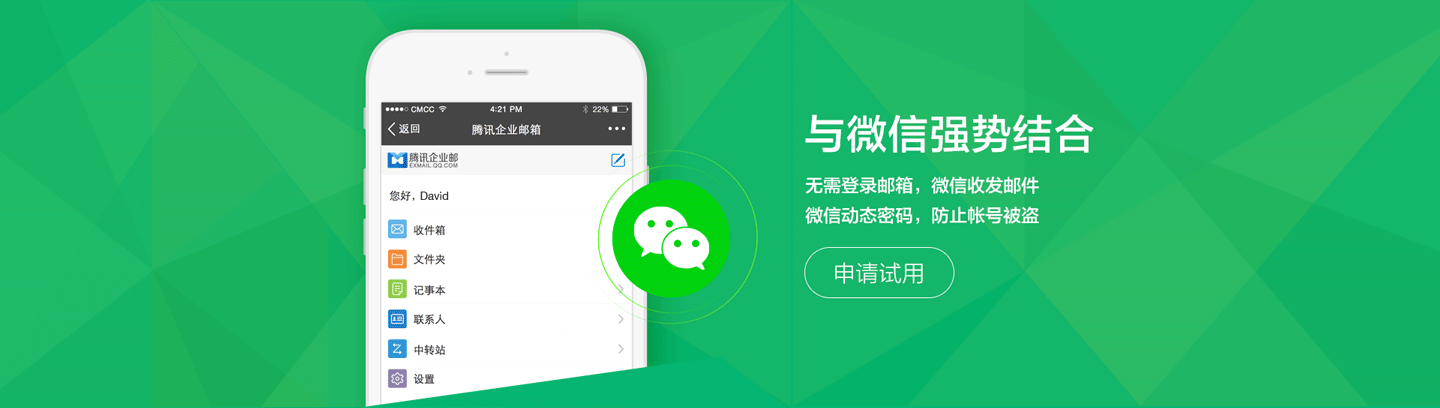 CMCC 4:21 PM 22%
返回 腾讯企业邮箱
腾讯企业邮
EXMAIL.QQ.COM
您好, David
收件箱
文件夹
记事本
联系人
中转站
设置
与微信强势结合
无需登录邮箱，微信收发邮件
微信动态密码，防止帐号被盗
申请试用